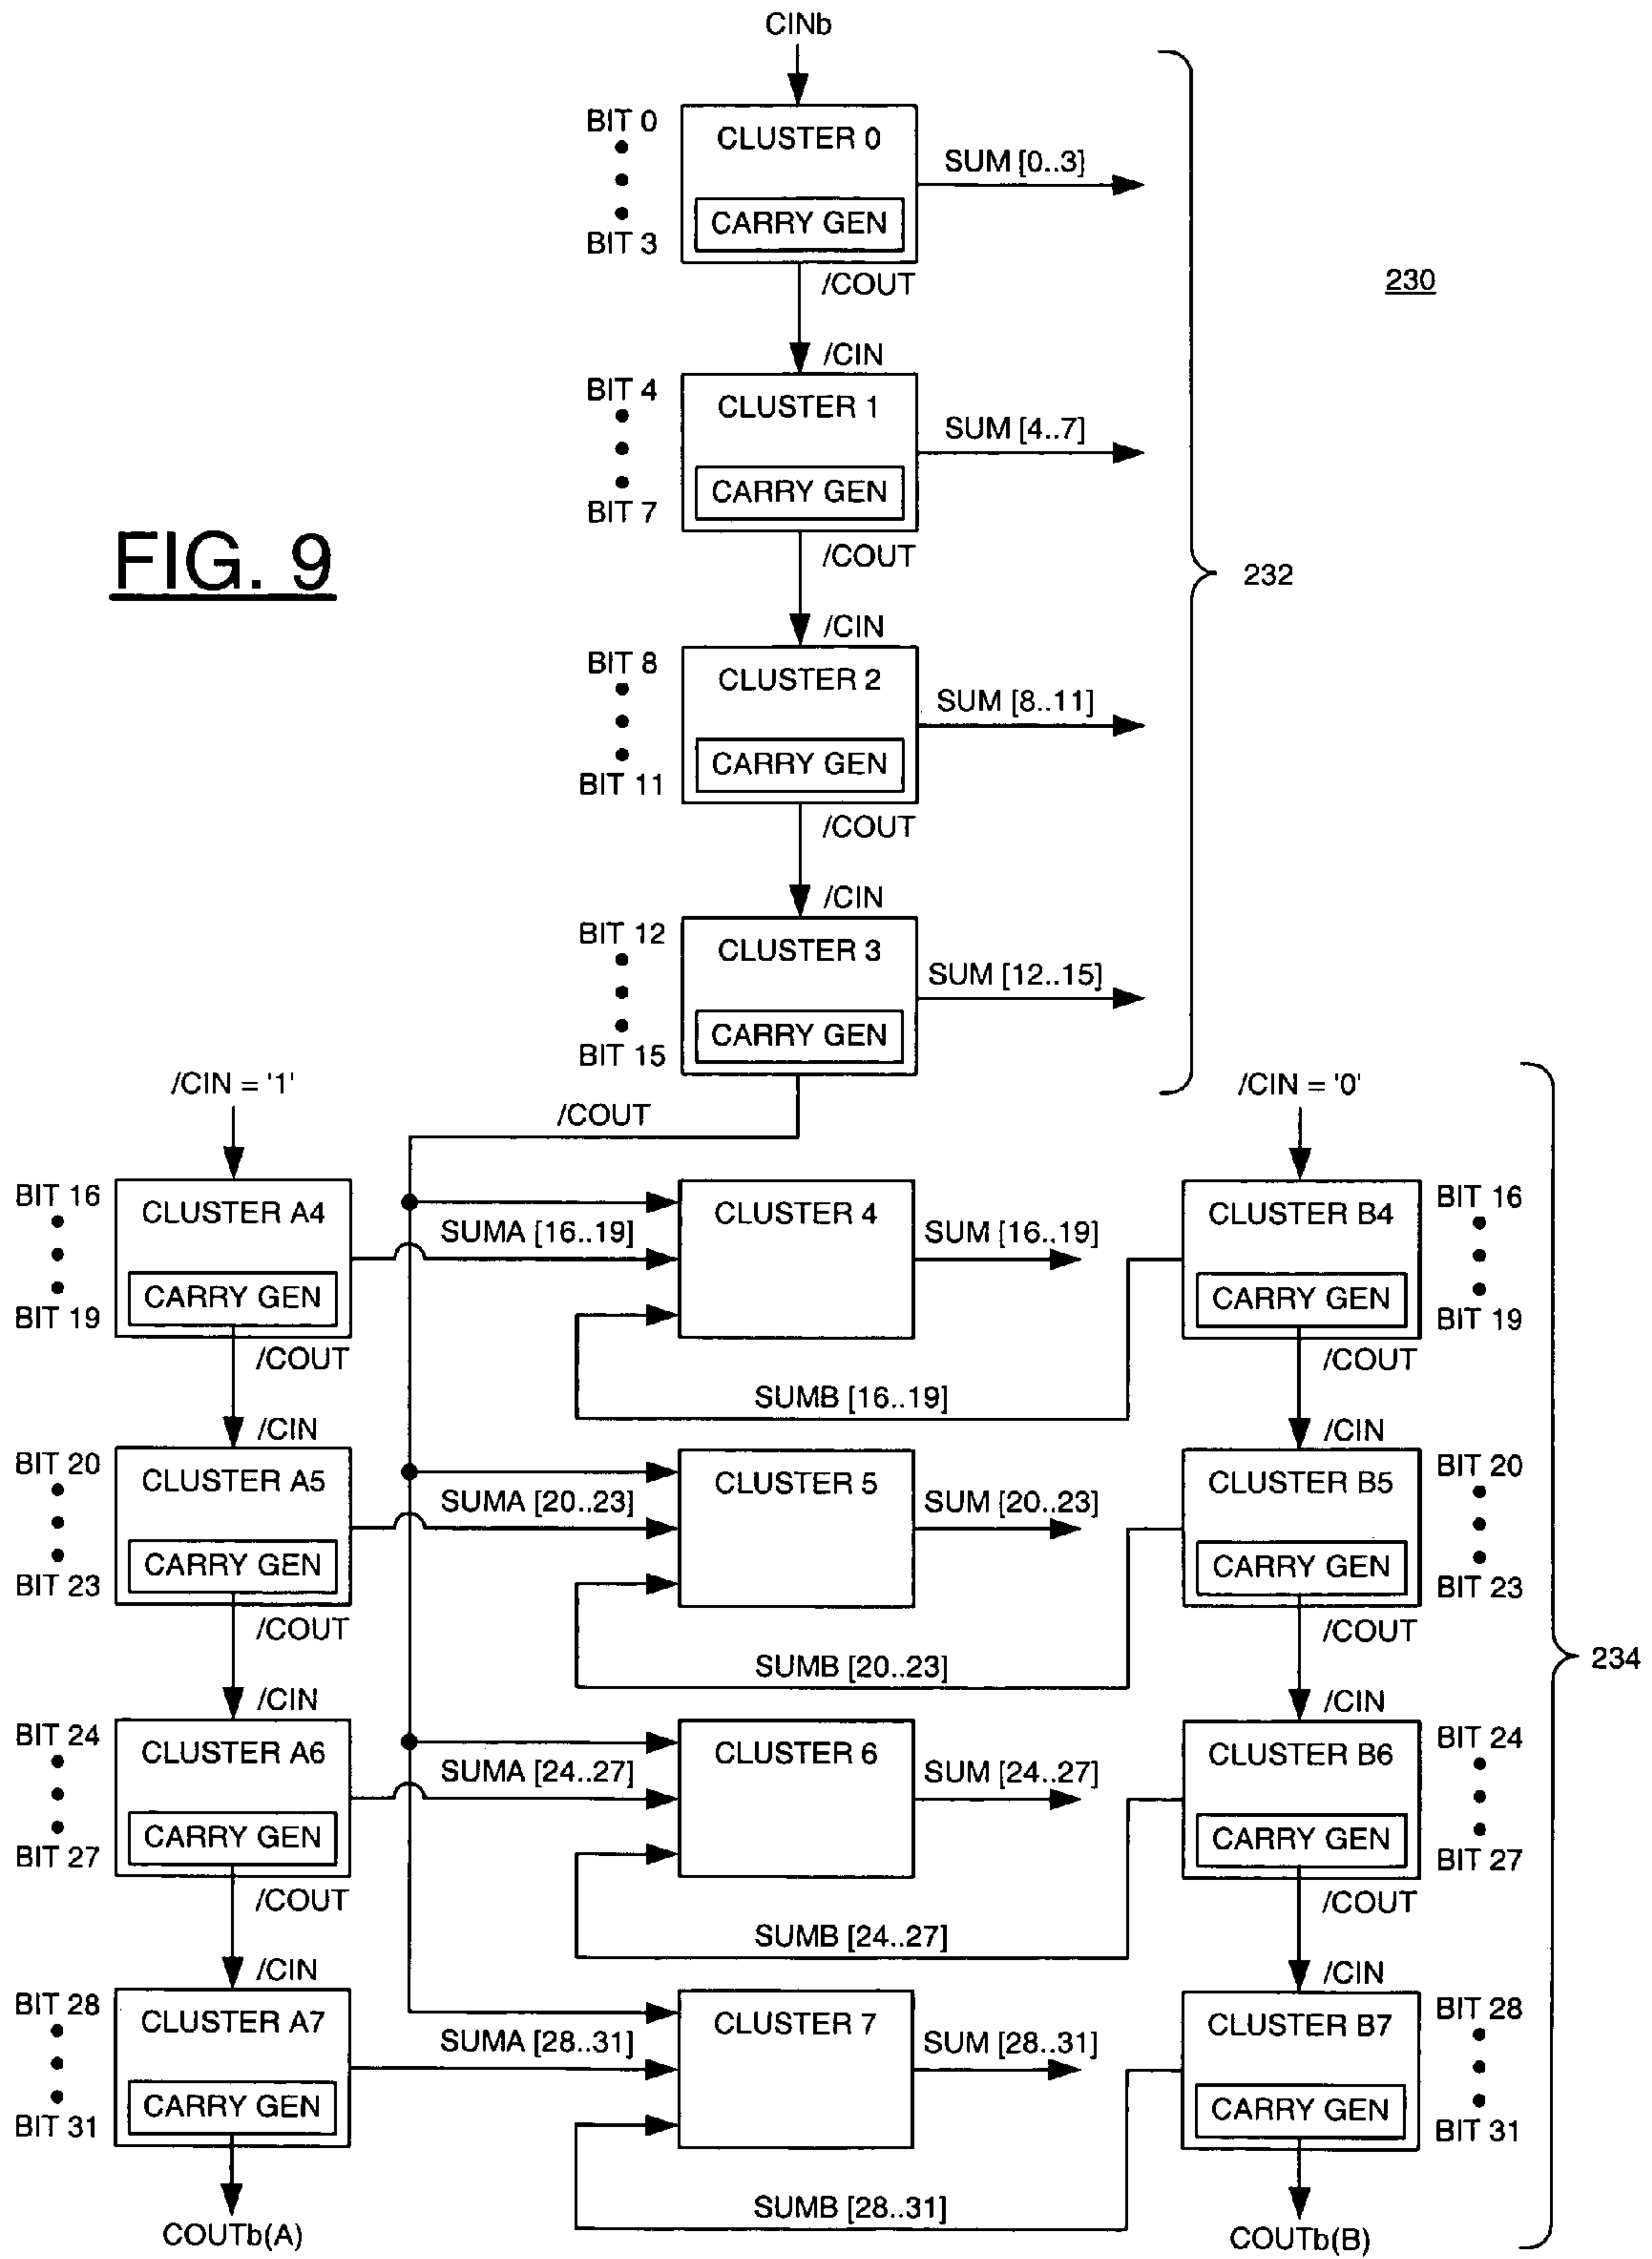 CINb
BIT 0
CLUSTER 0
SUM [0..3]
CARRY GEN
BIT 3
/COUT
230
/CIN
BIT 4
CLUSTER 1
SUM [4..7]
CARRY GEN
BIT 7
/COUT
FIG. 9
232
/CIN
BIT 8
CLUSTER 2
SUM [8..11]
CARRY GEN
BIT 11
/COUT
/CIN
BIT 12
CLUSTER 3
SUM [12..15]
CARRY GEN
BIT 15
/CIN = '1'
/COUT
/CIN = '0'
BIT 16
CLUSTER A4
SUMA [16..19]
CLUSTER 4
SUM [16..19]
CLUSTER B4
BIT 16
CARRY GEN
CARRY GEN
BIT 19
BIT 19
/COUT
/COUT
SUMB [16..19]
/CIN
/CIN
BIT 20
CLUSTER A5
SUMA [20..23]
CLUSTER 5
SUM [20..23]
CLUSTER B5
BIT 20
CARRY GEN
CARRY GEN
BIT 23
BIT 23
/COUT
/COUT
SUMB [20..23]
234
/CIN
/CIN
BIT 24
CLUSTER A6
SUMA [24..27]
CLUSTER 6
SUM [24..27]
CLUSTER B6
BIT 24
CARRY GEN
CARRY GEN
BIT 27
BIT 27
/COUT
/COUT
SUMB [24..27]
/CIN
/CIN
BIT 28
CLUSTER A7
SUMA [28..31]
CLUSTER 7
SUM [28..31]
CLUSTER B7
BIT 28
CARRY GEN
CARRY GEN
BIT 31
BIT 31
SUMB [28..31]
COUTb(A)
COUTb(B)